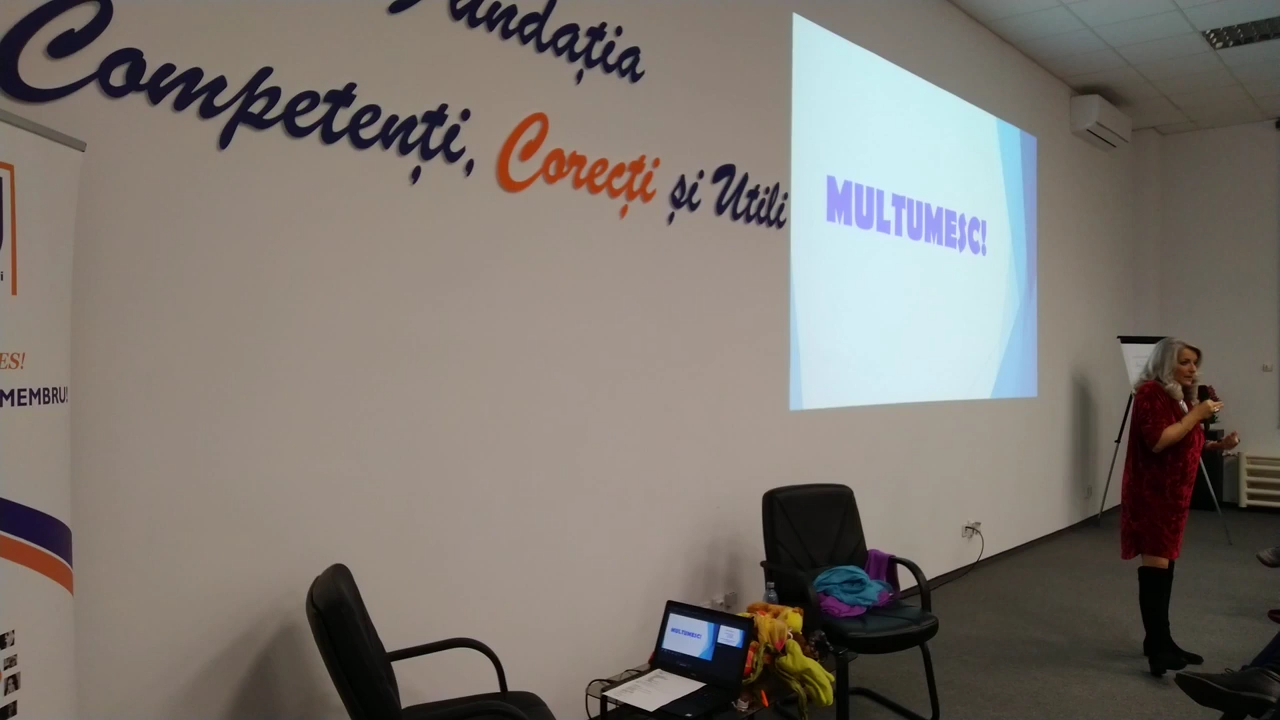 Fundația
Competenți, Corecți și Utili
MULTUMESC!
i
ES!
MEMBRU!
MULTUMESC!